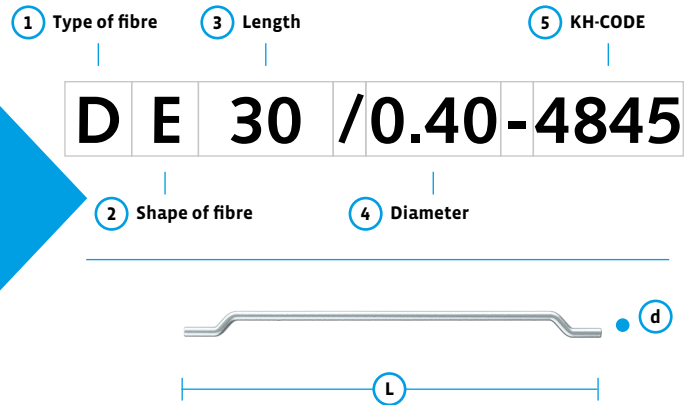 1 Type of fibre 3 Length 5 KH-CODE
D E 30 / 0.40 - 4845
2 Shape of fibre 4 Diameter
d
L